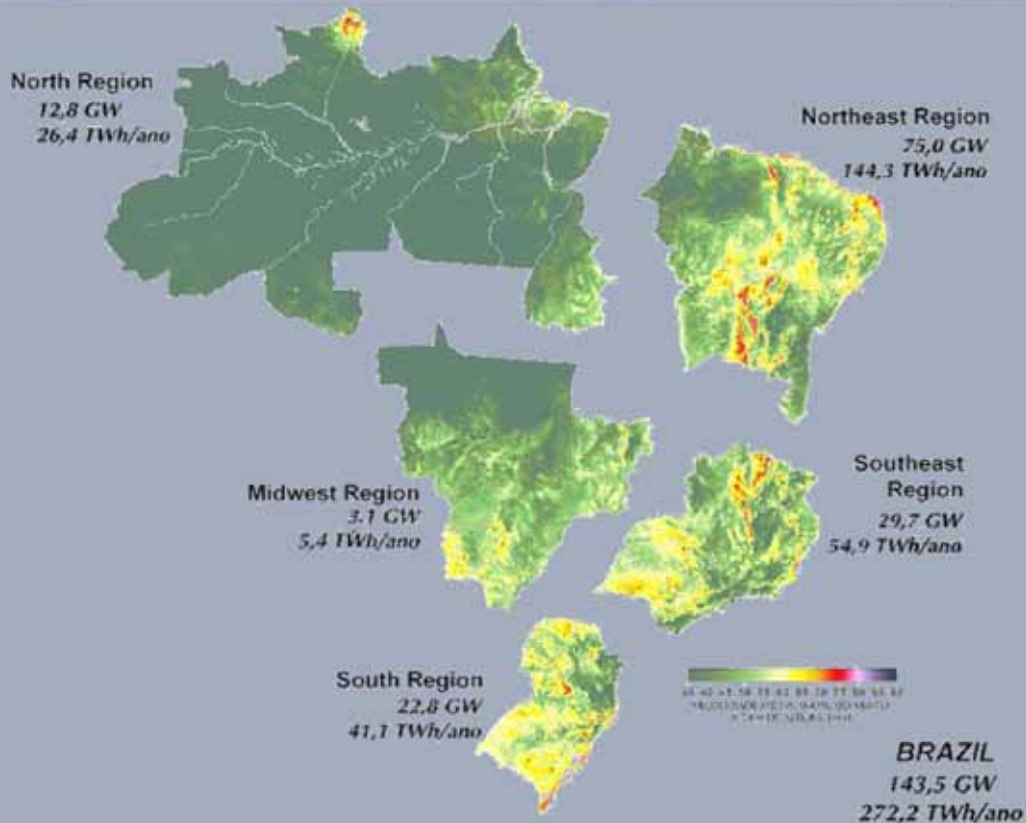 North Region
12,8 GW
26,4 TWh/ano
Northeast Region
75,0 GW
144,3 TWh/ano
Midwest Region
3.1 GW
5,4 TWh/ano
Southeast
Region
29,7 GW
54,9 TWh/ano
South Region
22,8 GW
41,1 TWh/ano
BRAZIL
143,5 GW
272,2 TWh/ano